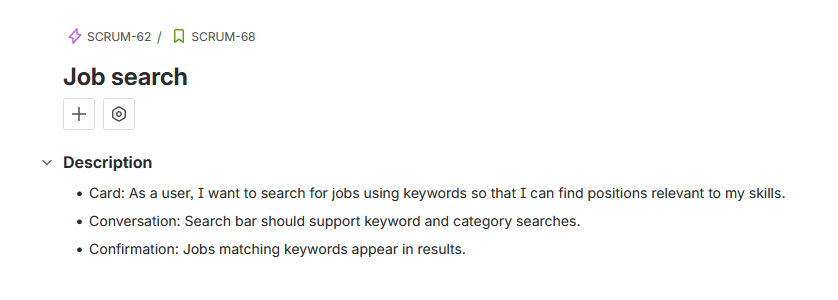 SCRUM-62 / SCRUM-68
Job search
Description
• Card: As a user, I want to search for jobs using keywords so that I can find positions relevant to my skills.
• Conversation: Search bar should support keyword and category searches.
• Confirmation: Jobs matching keywords appear in results.